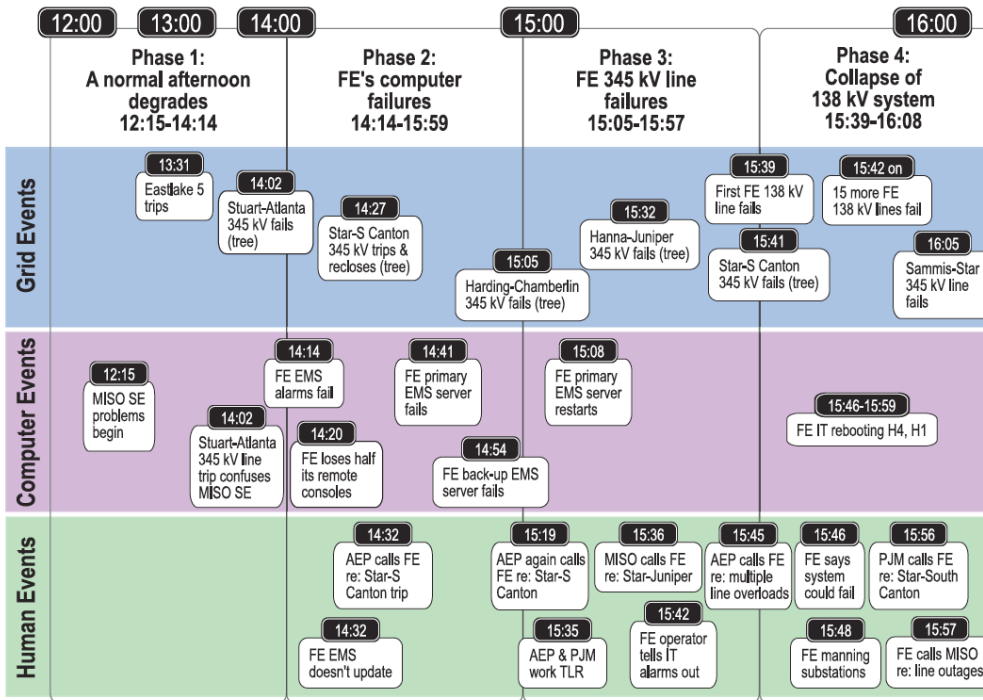 12:00
13:00
14:00
15:00
16:00
Phase 1:
A normal afternoon
degrades
12:15-14:14
Phase 2:
FE's computer
failures
14:14-15:59
Phase 3:
FE 345 kV line
failures
15:05-15:57
Phase 4:
Collapse of
138 kV system
15:39-16:08
Grid Events
13:31
Eastlake 5
trips
14:02
Stuart-Atlanta
345 kV fails
(tree)
14:27
Star-S Canton
345 kV trips &
recloses (tree)
15:05
Harding-Chamberlin
345 kV fails (tree)
15:32
Hanna-Juniper
345 kV fails (tree)
15:39
First FE 138 kV
line fails
15:41
Star-S Canton
345 kV fails (tree)
15:42 on
15 more FE
138 kV lines fail
16:05
Sammis-Star
345 kV line
fails
Computer Events
12:15
MISO SE
problems
begin
14:02
Stuart-Atlanta
345 kV line
trip confuses
MISO SE
14:14
FE EMS
alarms fail
14:20
FE loses half
its remote
consoles
14:41
FE primary
EMS server
fails
14:54
FE back-up EMS
server fails
15:08
FE primary
EMS server
restarts
15:46-15:59
FE IT rebooting H4, H1
Human Events
14:32
AEP calls FE
re: Star-S
Canton trip
14:32
FE EMS
doesn't update
15:19
AEP again calls
FE re: Star-S
Canton
15:35
AEP & PJM
work TLR
15:36
MISO calls FE
re: Star-Juniper
15:42
FE operator
tells IT
alarms out
15:45
AEP calls FE
re: multiple
line overloads
15:46
FE says
system
could fail
15:48
FE manning
substations
15:56
PJM calls FE
re: Star-South
Canton
15:57
FE calls MISO
re: line outages